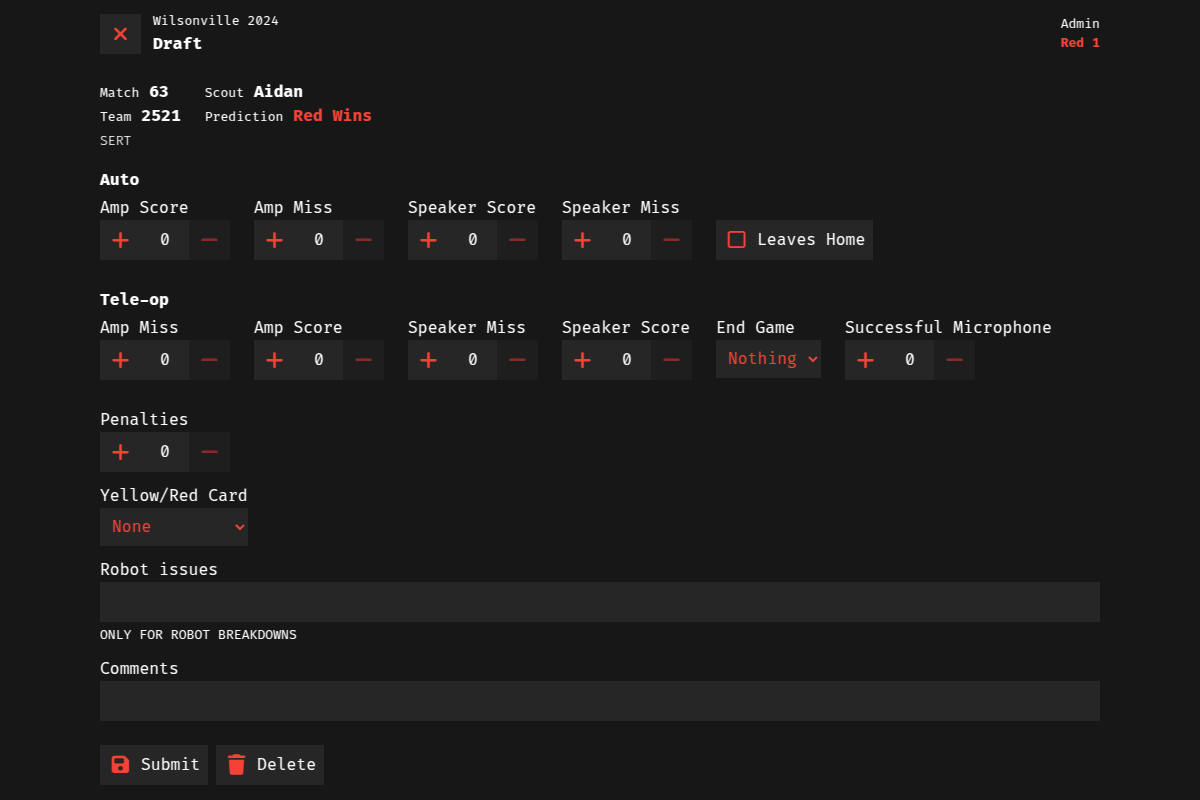 Wilsonville 2024
Draft
Admin
Red 1
Match 63 Scout Aidan
Team 2521 Prediction Red Wins
SERT
Auto
Amp Score Amp Miss Speaker Score Speaker Miss
0 0 0 0 Leaves Home
Tele-op
Amp Miss Amp Score Speaker Miss Speaker Score End Game Successful Microphone
0 0 0 0 Nothing 0
Penalties
0
Yellow/Red Card
None
Robot issues
ONLY FOR ROBOT BREAKDOWNS
Comments
Submit Delete